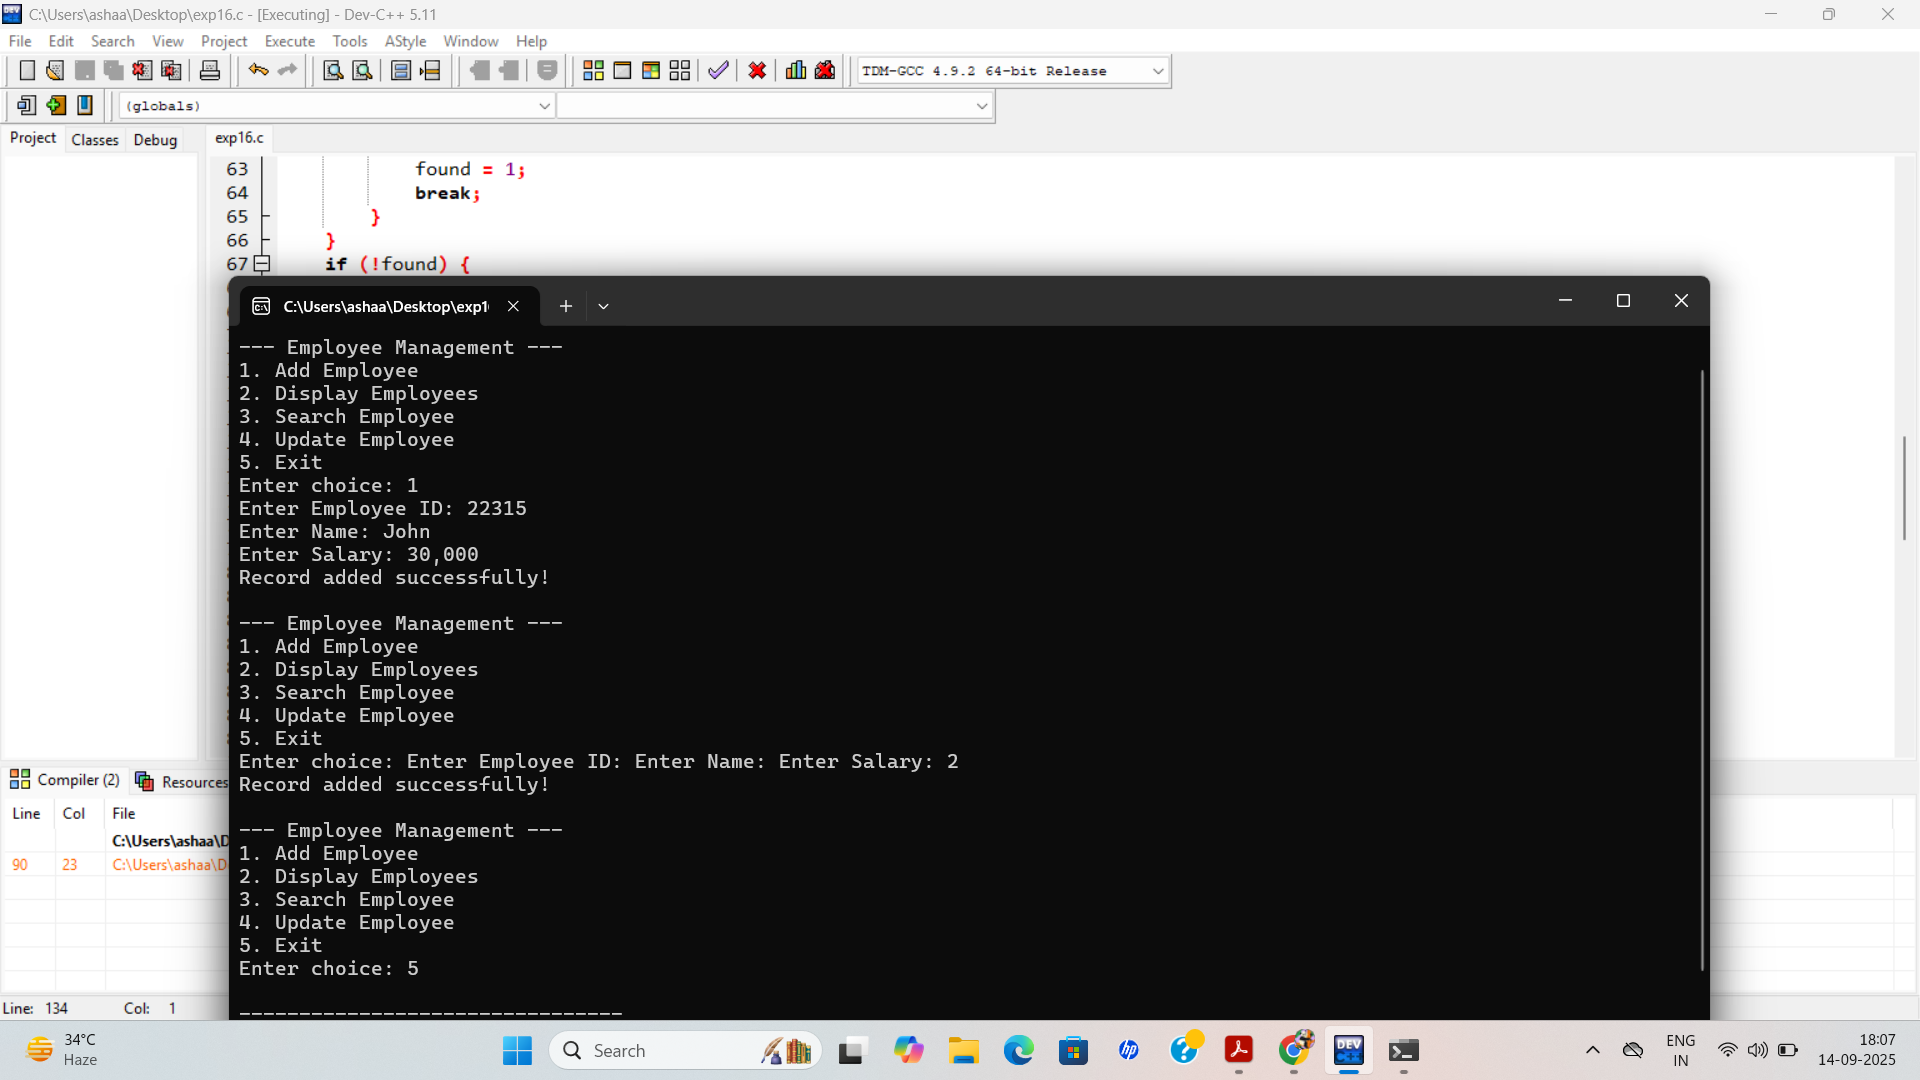 C:\Users\ashaa\Desktop\exp16.c - [Executing] - Dev-C++ 5.11
File Edit Search View Project Execute Tools AStyle Window Help
TDM-GCC 4.9.2 64-bit Release
(globals)
Project Classes Debug exp16.c
63 found = 1;
64 break;
65 }
66 }
67 if (!found) {
C:\Users\ashaa\Desktop\exp1
--- Employee Management ---
1. Add Employee
2. Display Employees
3. Search Employee
4. Update Employee
5. Exit
Enter choice: 1
Enter Employee ID: 22315
Enter Name: John
Enter Salary: 30,000
Record added successfully!
--- Employee Management ---
1. Add Employee
2. Display Employees
3. Search Employee
4. Update Employee
5. Exit
Enter choice: Enter Employee ID: Enter Name: Enter Salary: 2
Record added successfully!
--- Employee Management ---
1. Add Employee
2. Display Employees
3. Search Employee
4. Update Employee
5. Exit
Enter choice: 5
--------------------------------
Compiler (2) Resources
Line Col File
C:\Users\ashaa\D
90 23 C:\Users\ashaa\D
Line: 134 Col: 1
34°C
Haze
Search
DEV
ENG
IN
18:07
14-09-2025